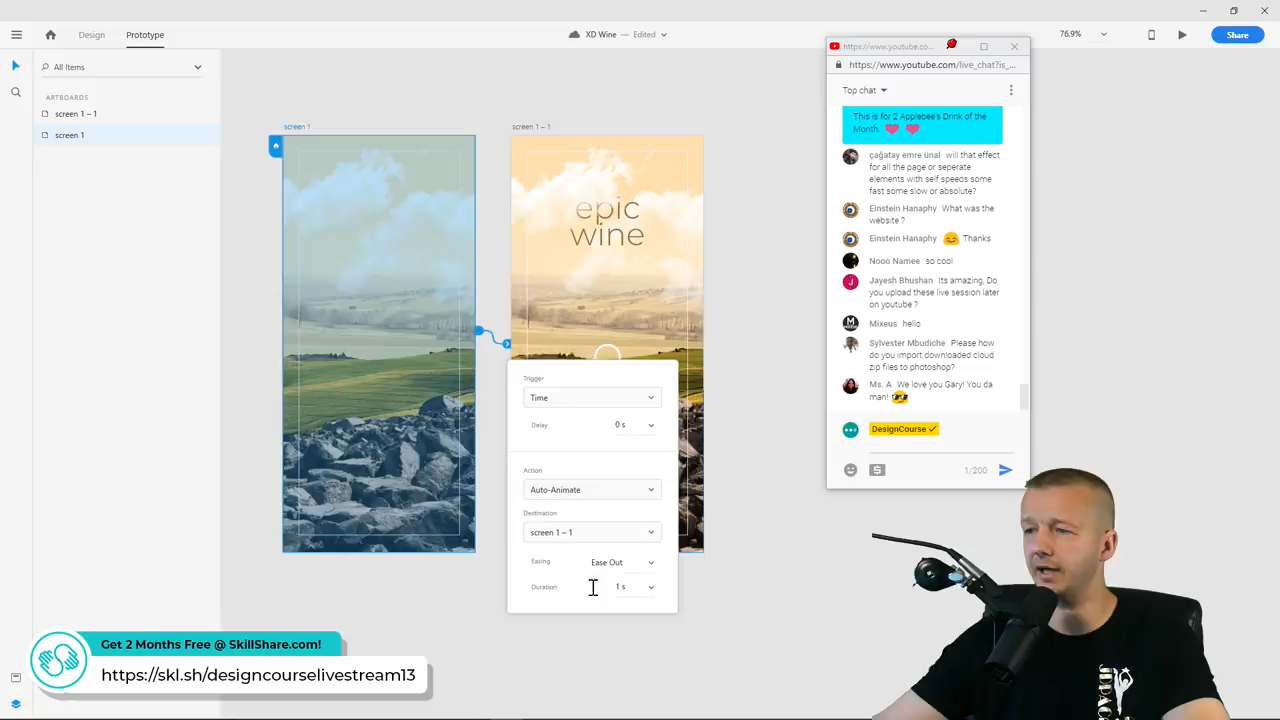 Design
Prototype
XD Wine – Edited
76.9%
Share
All Items
ARTBOARDS
screen 1 – 1
screen 1
screen 1
screen 1 – 1
epic
wine
Trigger
Time
Delay
0 s
Action
Auto-Animate
Destination
screen 1 – 1
Easing
Ease Out
Duration
1 s
https://www.youtube.co...
https://www.youtube.com/live_chat?is_...
Top chat
This is for 2 Applebee's Drink of the
Month.
çağatay emre ünal will that effect
for all the page or seperate
elements with self speeds some
fast some slow or absolute?
Einstein Hanaphy What was the
website ?
Einstein Hanaphy Thanks
Nooo Namee so cool
Jayesh Bhushan Its amazing, Do
you upload these live session later
on youtube ?
Mixeus hello
Sylvester Mbudiche Please how
do you import downloaded cloud
zip files to photoshop?
Ms. A We love you Gary! You da
man!
DesignCourse
1/200
Get 2 Months Free @ SkillShare.com!
https://skl.sh/designcourselivestream13